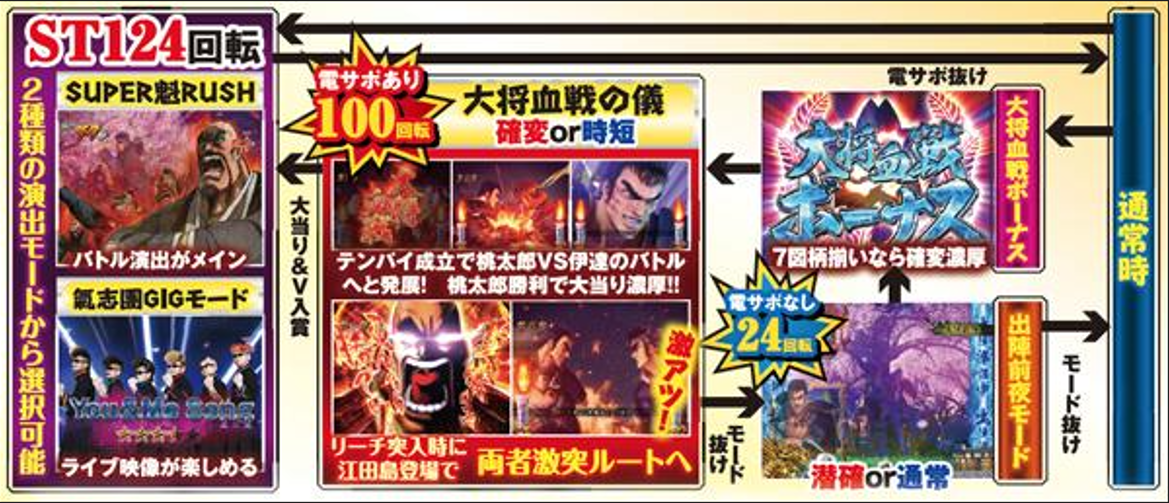 ST124回転
2種類の演出モードから選択可能
SUPER魁RUSH
バトル演出がメイン
氣志團GIGモード
You&Me Song
ライブ映像が楽しめる
大当り&V入賞
電サポあり
100回転
大将血戦の儀
確変or時短
テンパイ成立で桃太郎VS伊達のバトル
へと発展! 桃太郎勝利で大当り濃厚!!
激アツ!
リーチ突入時に
江田島登場で
両者激突ルートへ
モード抜け
電サポ抜け
大将血戦
ボーナス
7図柄揃いなら確変濃厚
大将血戦ボーナス
電サポなし
24回転
潜確or通常
出陣前夜モード
モード抜け
通常時